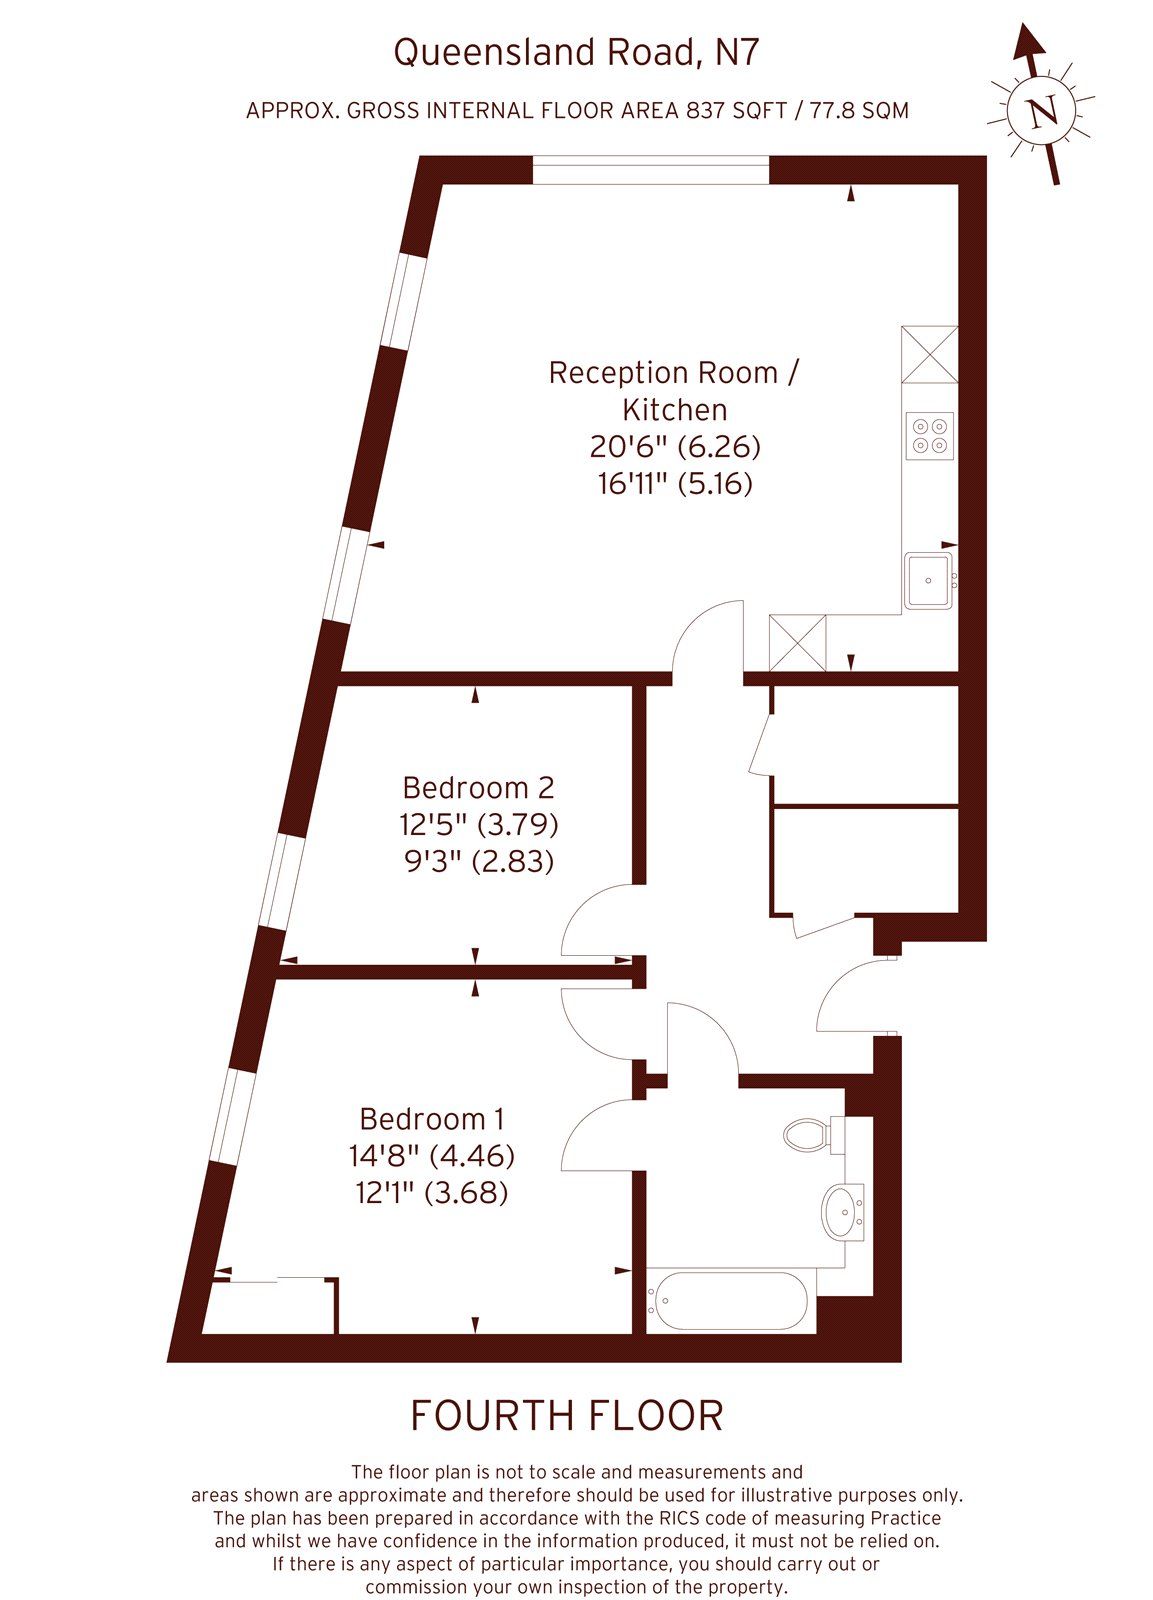 Queensland Road, N7
APPROX. GROSS INTERNAL FLOOR AREA 837 SQFT / 77.8 SQM
N
Reception Room /
Kitchen
20'6" (6.26)
16'11" (5.16)
Bedroom 2
12'5" (3.79)
9'3" (2.83)
Bedroom 1
14'8" (4.46)
12'1" (3.68)
FOURTH FLOOR
The floor plan is not to scale and measurements and
areas shown are approximate and therefore should be used for illustrative purposes only.
The plan has been prepared in accordance with the RICS code of measuring Practice
and whilst we have confidence in the information produced, it must not be relied on.
If there is any aspect of particular importance, you should carry out or
commission your own inspection of the property.